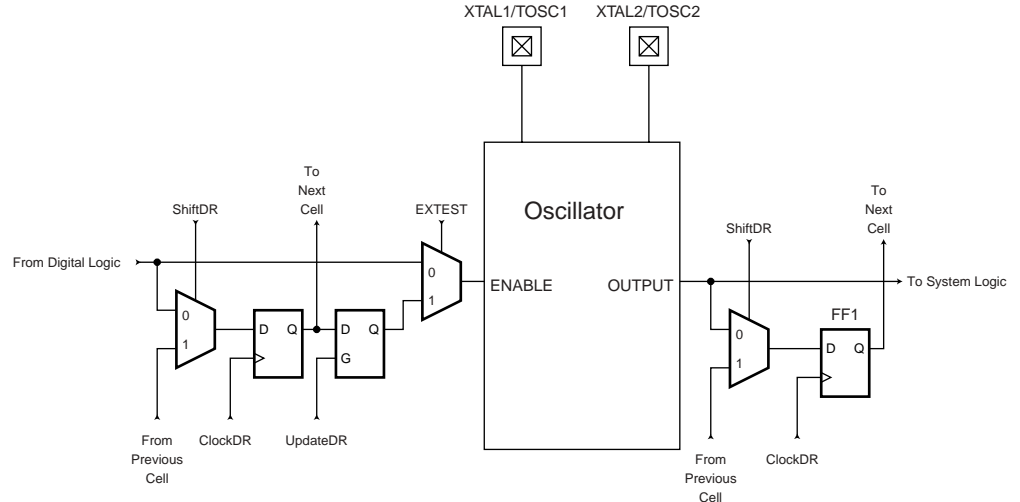 XTAL1/TOSC1
XTAL2/TOSC2
To
Next
Cell
ShiftDR
EXTEST
Oscillator
To
Next
Cell
ShiftDR
From Digital Logic
0
1
ENABLE
OUTPUT
To System Logic
0
1
D Q
D Q
G
FF1
0
1
D Q
From
Previous
Cell
ClockDR
UpdateDR
From
Previous
Cell
ClockDR